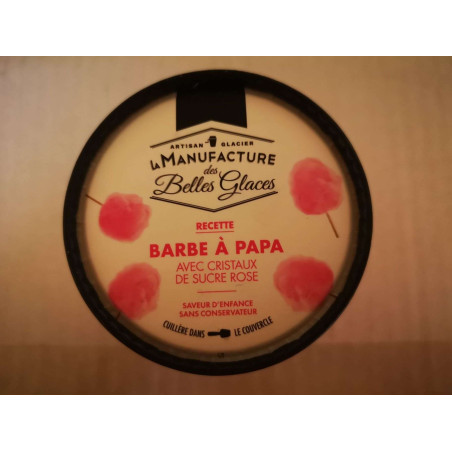 ARTISAN GLACIER
LA MANUFACTURE
des
Belles Glaces
RECETTE
BARBE À PAPA
AVEC CRISTAUX
DE SUCRE ROSE
SAVEUR D'ENFANCE
SANS CONSERVATEUR
CUILLÈRE DANS LE COUVERCLE